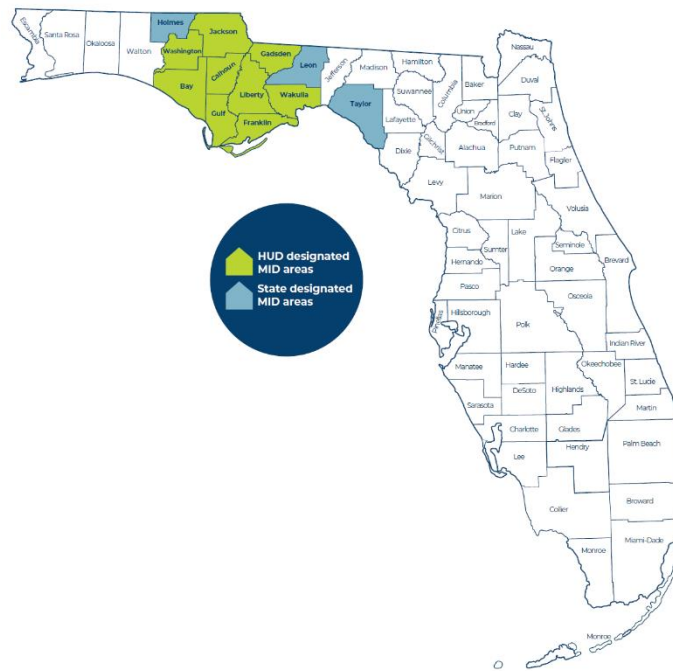 Escambia
Santa Rosa
Okaloosa
Walton
Holmes
Jackson
Washington
Bay
Calhoun
Gulf
Gadsden
Liberty
Franklin
Leon
Wakulla
Jefferson
Madison
Taylor
Hamilton
Suwannee
Lafayette
Columbia
Dixie
Gilchrist
Baker
Union
Bradford
Alachua
Levy
Nassau
Duval
Clay
St. Johns
Putnam
Flagler
Marion
Volusia
Citrus
Sumter
Lake
Seminole
Hernando
Orange
Brevard
Pasco
Osceola
Pinellas
Hillsborough
Polk
Indian River
Manatee
Hardee
Okeechobee
St. Lucie
DeSoto
Highlands
Sarasota
Martin
Charlotte
Glades
Lee
Hendry
Palm Beach
Collier
Broward
Monroe
Miami-Dade
Monroe
HUD designated
MID areas
State designated
MID areas